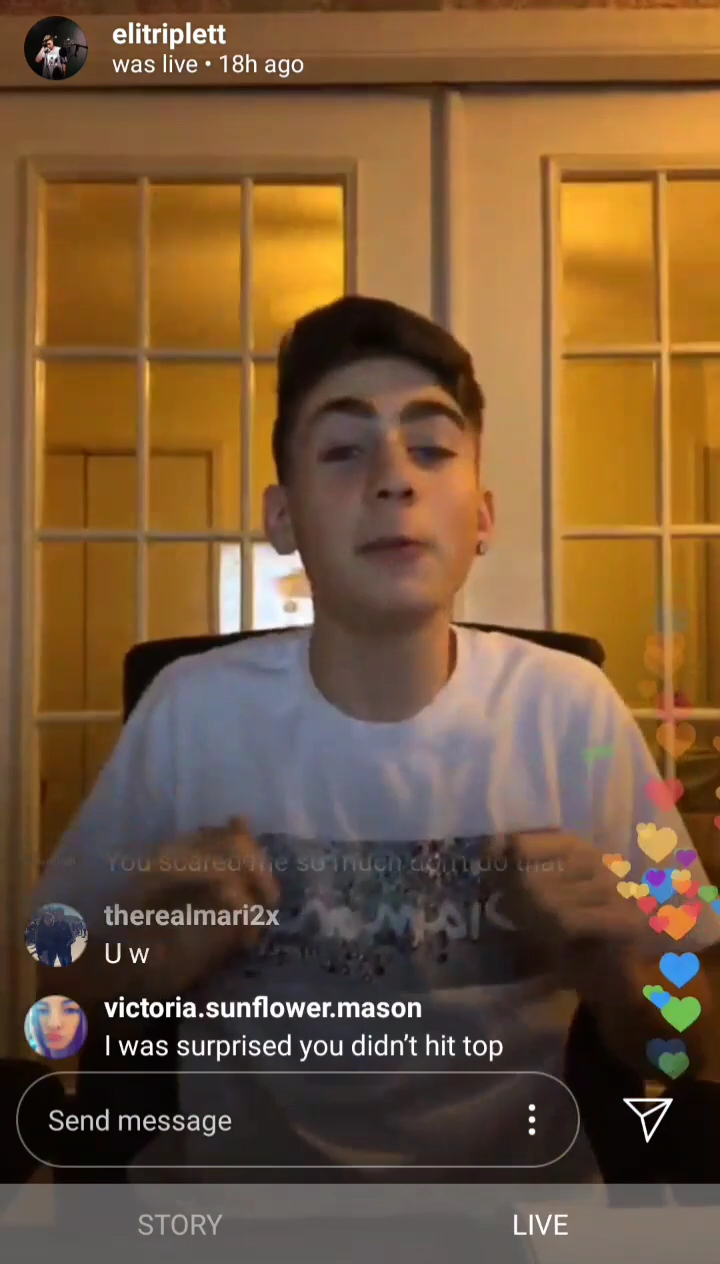 elitriplett
was live • 18h ago
You scared me so much don't do that
therealmari2x
U w
victoria.sunflower.mason
I was surprised you didn't hit top
Send message
STORY
LIVE